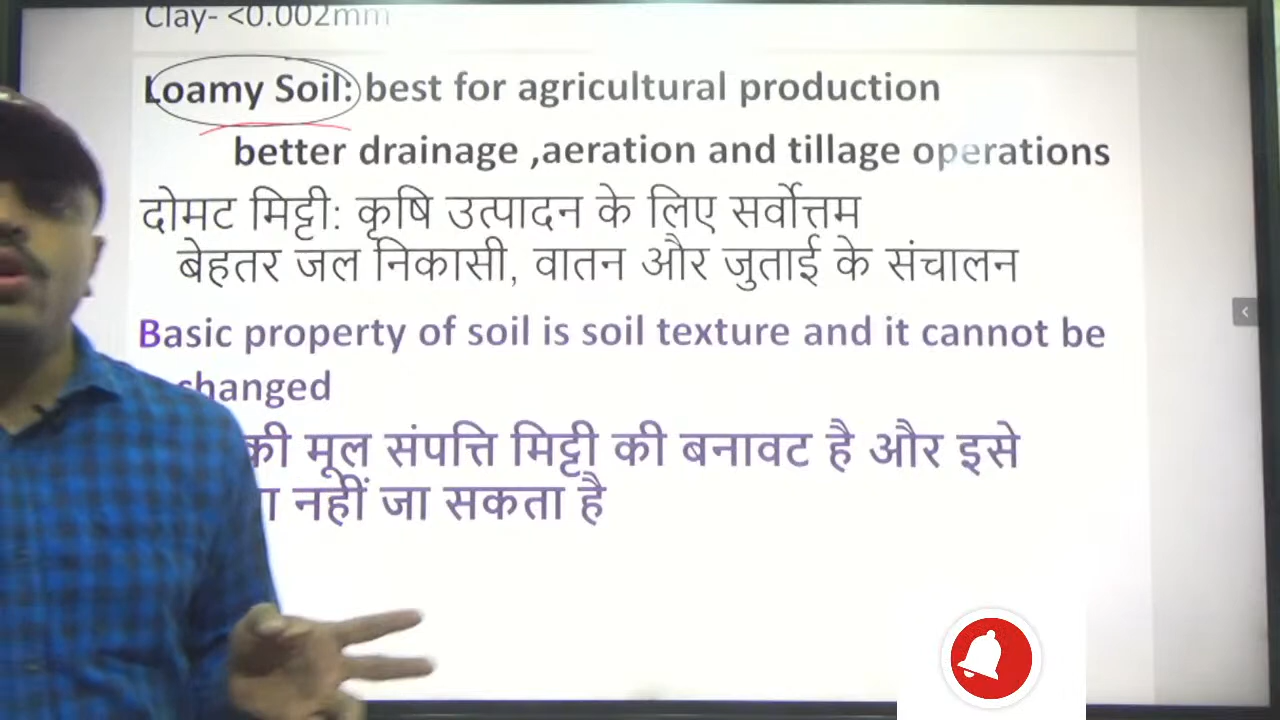 Clay- <0.002mm
Loamy Soil: best for agricultural production
better drainage ,aeration and tillage operations
दोमट मिट्टी: कृषि उत्पादन के लिए सर्वोत्तम
बेहतर जल निकासी, वातन और जुताई के संचालन
Basic property of soil is soil texture and it cannot be
changed
की मूल संपत्ति मिट्टी की बनावट है और इसे
नहीं जा सकता है